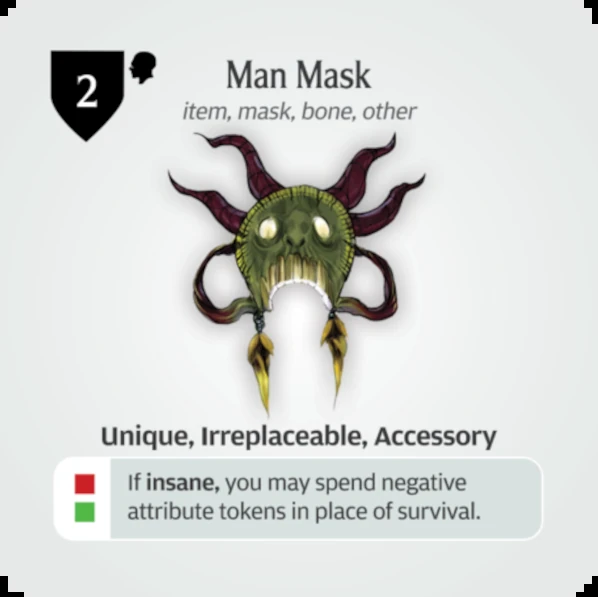 2
Man Mask
item, mask, bone, other
Unique, Irreplaceable, Accessory
If insane, you may spend negative
attribute tokens in place of survival.